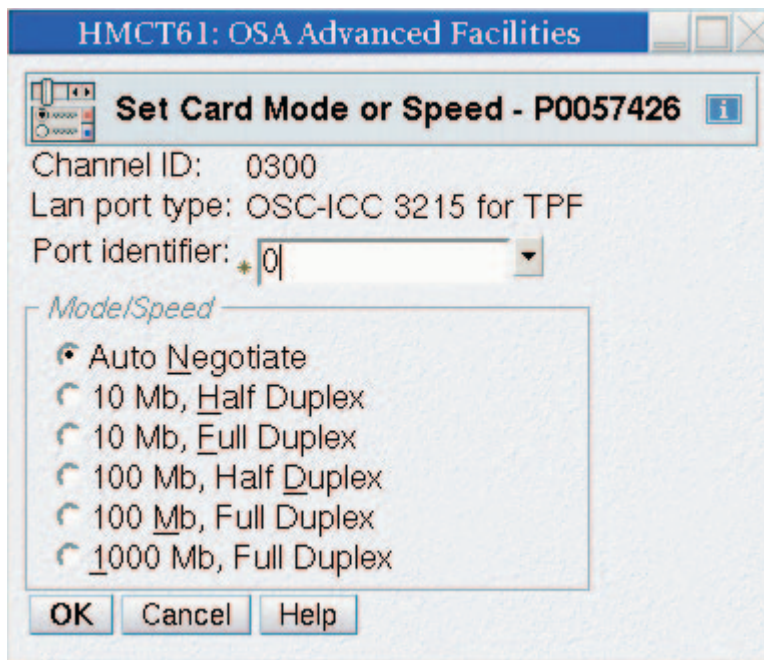 HMCT61: OSA Advanced Facilities
Set Card Mode or Speed - P0057426 i
Channel ID: 0300
Lan port type: OSC-ICC 3215 for TPF
Port identifier: * 0
Mode/Speed
Auto Negotiate
10 Mb, Half Duplex
10 Mb, Full Duplex
100 Mb, Half Duplex
100 Mb, Full Duplex
1000 Mb, Full Duplex
OK Cancel Help